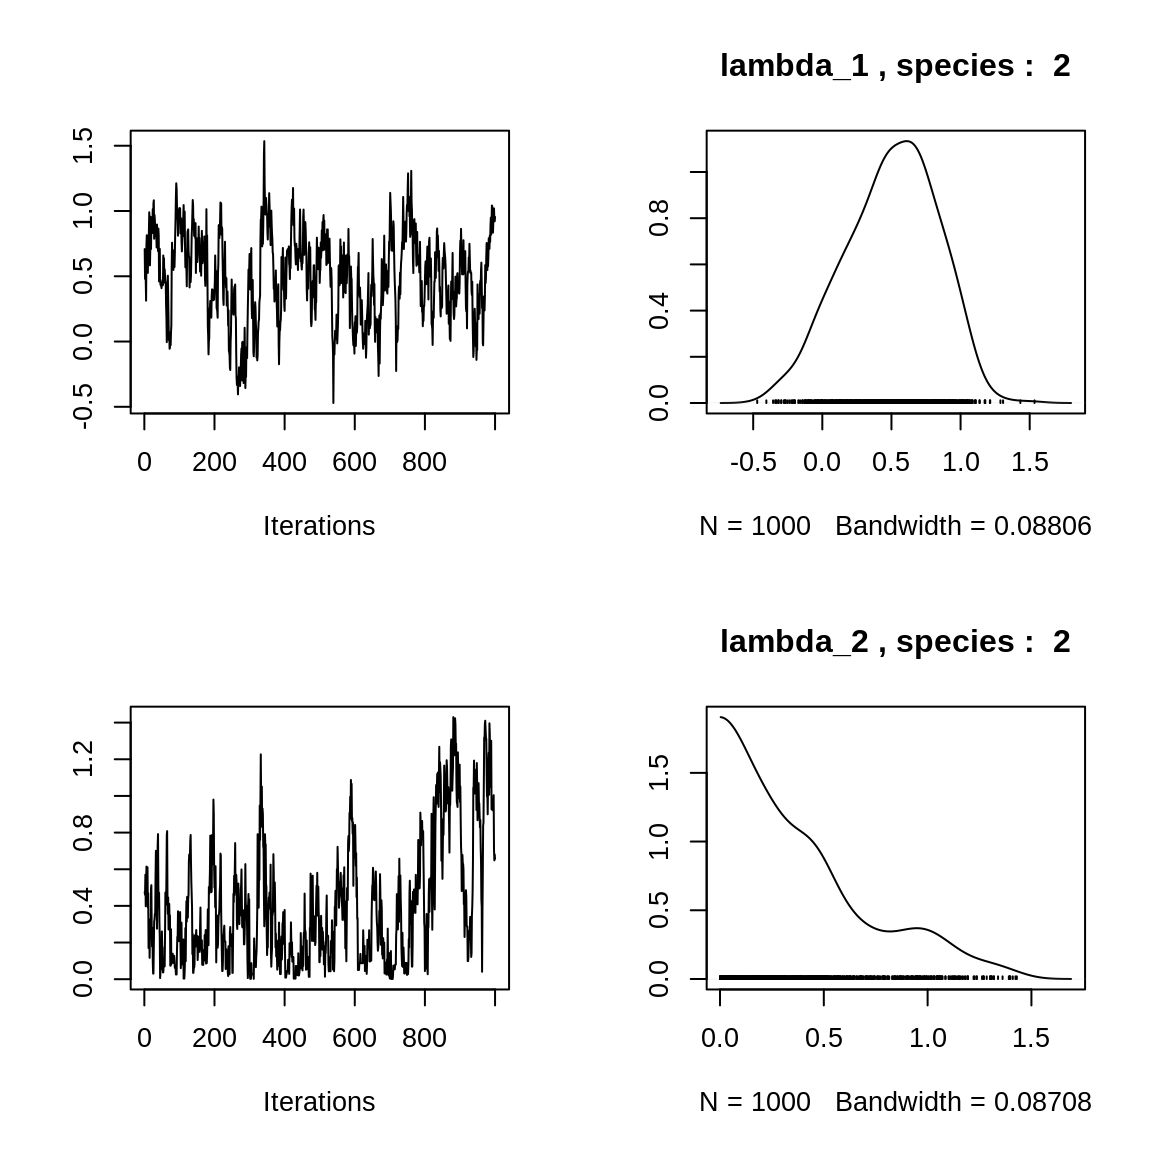 lambda_1 , species : 2
-0.5 0.0 0.5 1.0 1.5
0 200 400 600 800
Iterations
0.0 0.4 0.8
-0.5 0.0 0.5 1.0 1.5
N = 1000 Bandwidth = 0.08806
lambda_2 , species : 2
0.0 0.4 0.8 1.2
0 200 400 600 800
Iterations
0.0 0.5 1.0 1.5
0.0 0.5 1.0 1.5
N = 1000 Bandwidth = 0.08708